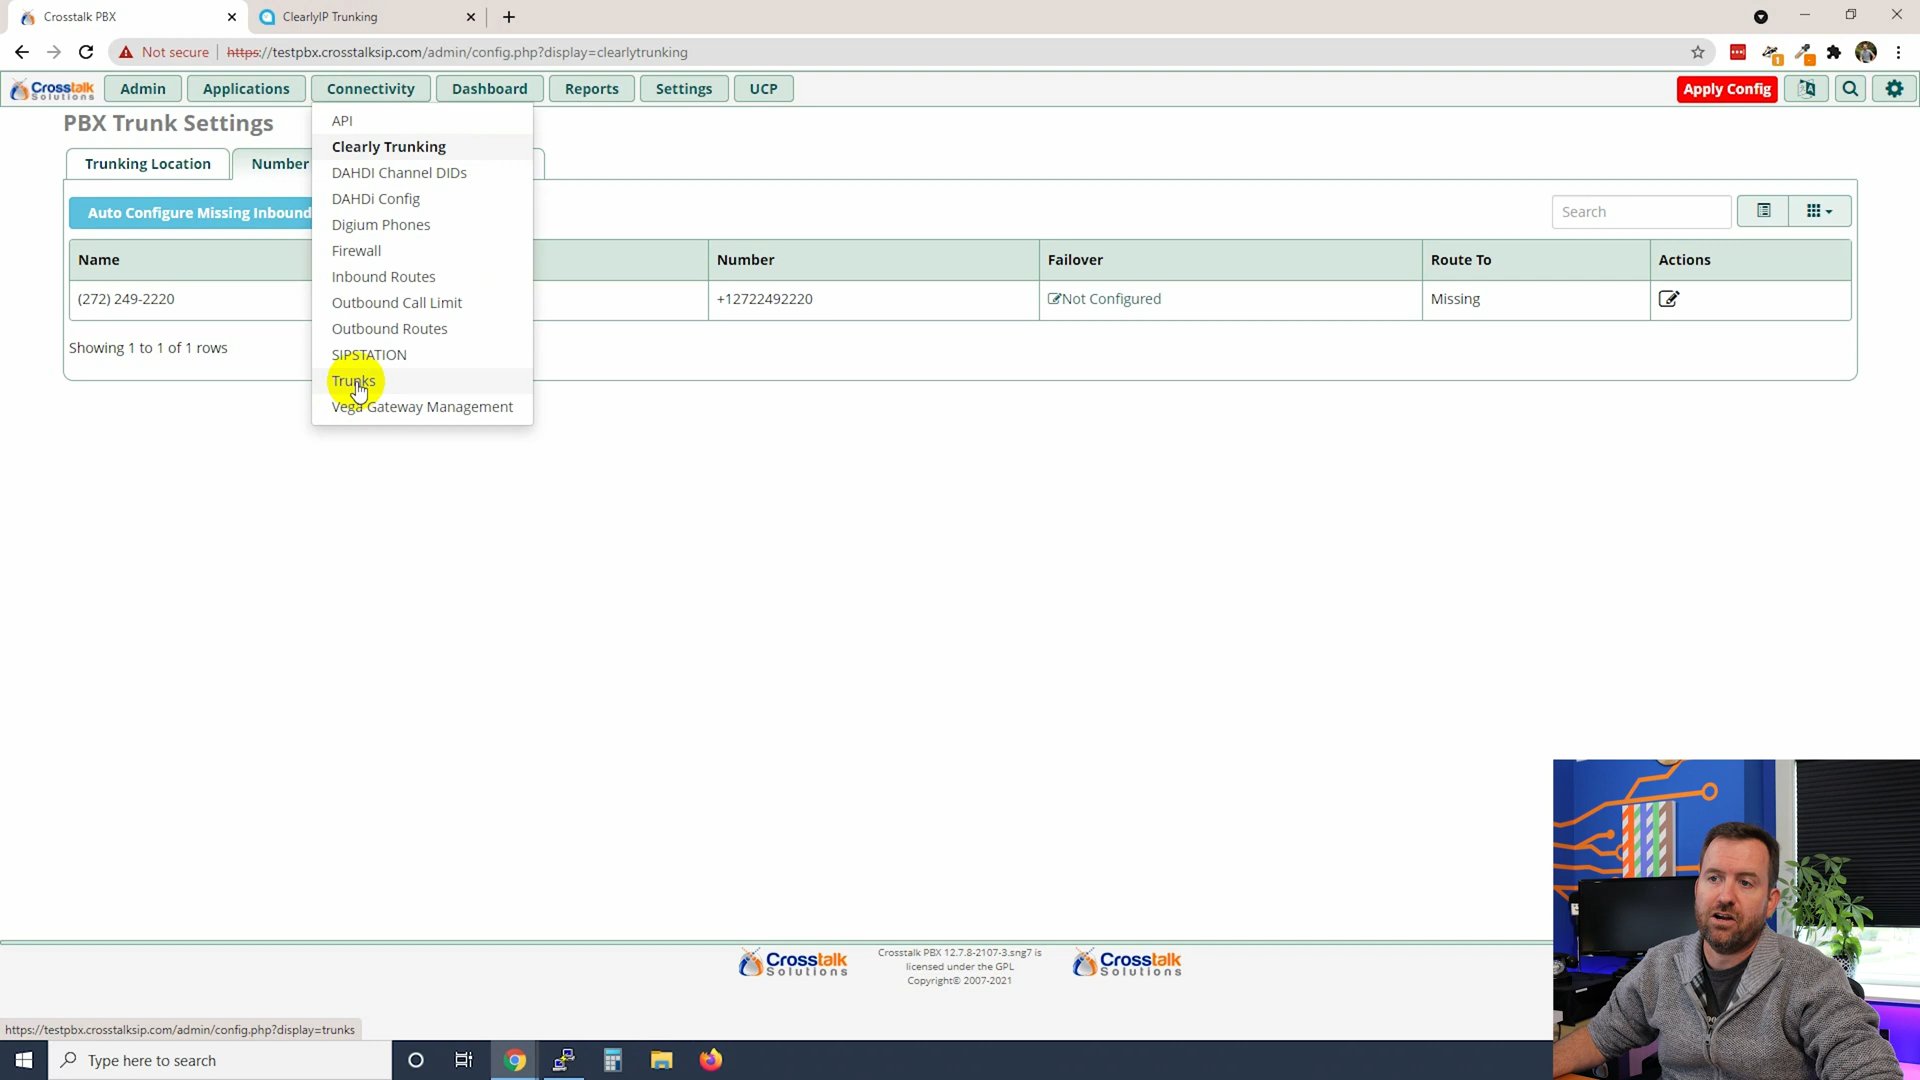 Crosstalk PBX
ClearlyIP Trunking
Not secure
https://testpbx.crosstalksip.com/admin/config.php?display=clearlytrunking
1
Crosstalk
Solutions
Admin
Applications
Connectivity
Dashboard
Reports
Settings
UCP
Apply Config
PBX Trunk Settings
Trunking Location
Number
API
Clearly Trunking
DAHDI Channel DIDs
DAHDi Config
Digium Phones
Firewall
Inbound Routes
Outbound Call Limit
Outbound Routes
SIPSTATION
Trunks
Vega Gateway Management
Auto Configure Missing Inbound
Search
Name
Number
Failover
Route To
Actions
(272) 249-2220
+12722492220
Not Configured
Missing
Showing 1 to 1 of 1 rows
Crosstalk
Solutions
Crosstalk PBX 12.7.8-2107-3.sng7 is
licensed under the GPL
Copyright© 2007-2021
Crosstalk
Solutions
https://testpbx.crosstalksip.com/admin/config.php?display=trunks
Type here to search